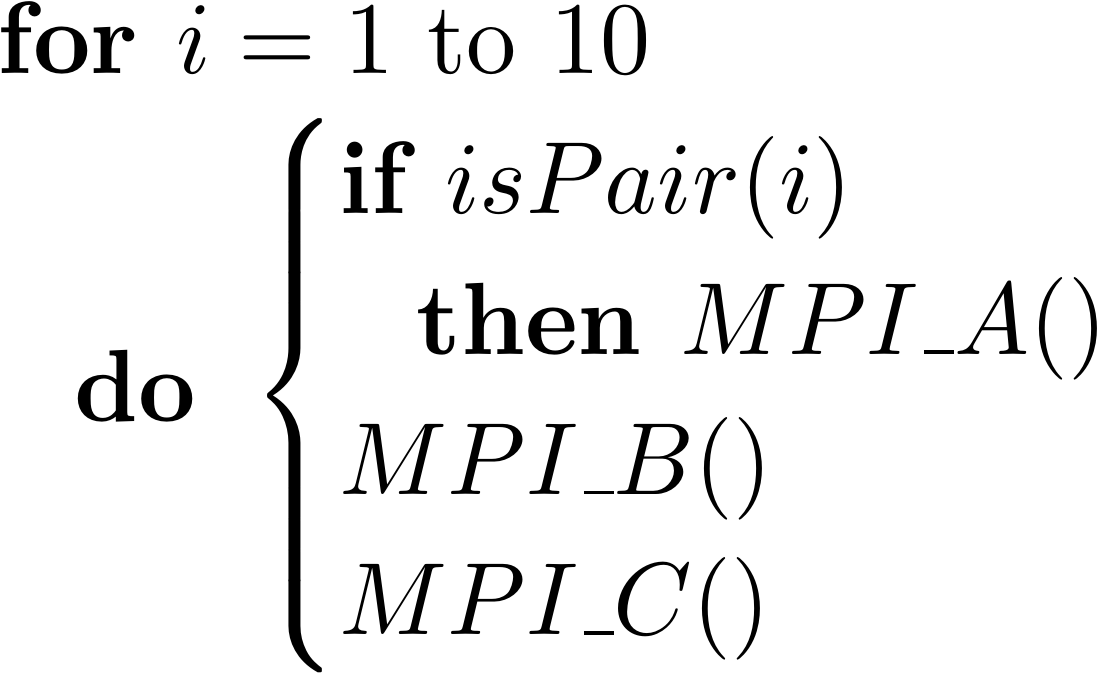 for i = 1 to 10
if isPair(i)
then MPI_A()
do
MPI_B()
MPI_C()